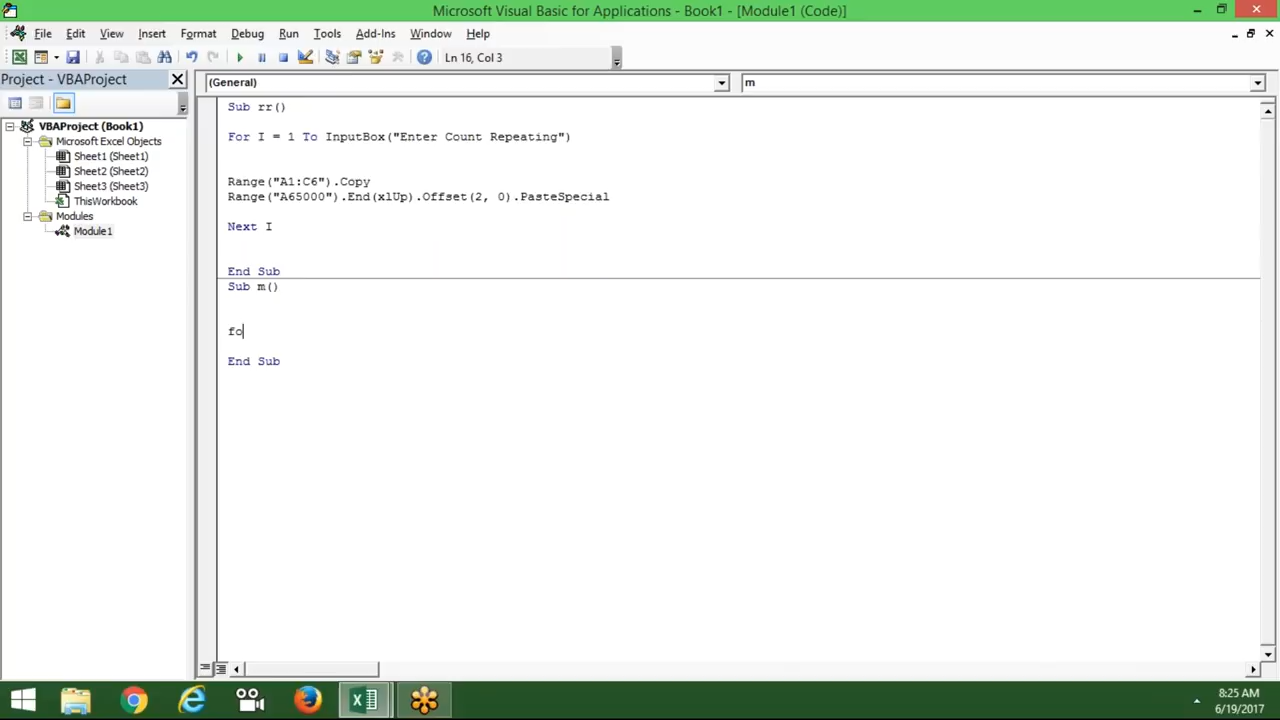 Microsoft Visual Basic for Applications - Book1 - [Module1 (Code)]
File Edit View Insert Format Debug Run Tools Add-Ins Window Help
Ln 16, Col 3
Project - VBAProject
(General)
m
VBAProject (Book1)
Microsoft Excel Objects
Sheet1 (Sheet1)
Sheet2 (Sheet2)
Sheet3 (Sheet3)
ThisWorkbook
Modules
Module1
Sub rr()
For I = 1 To InputBox("Enter Count Repeating")
Range("A1:C6").Copy
Range("A65000").End(xlUp).Offset(2, 0).PasteSpecial
Next I
End Sub
Sub m()
fo
End Sub
8:25 AM
6/19/2017